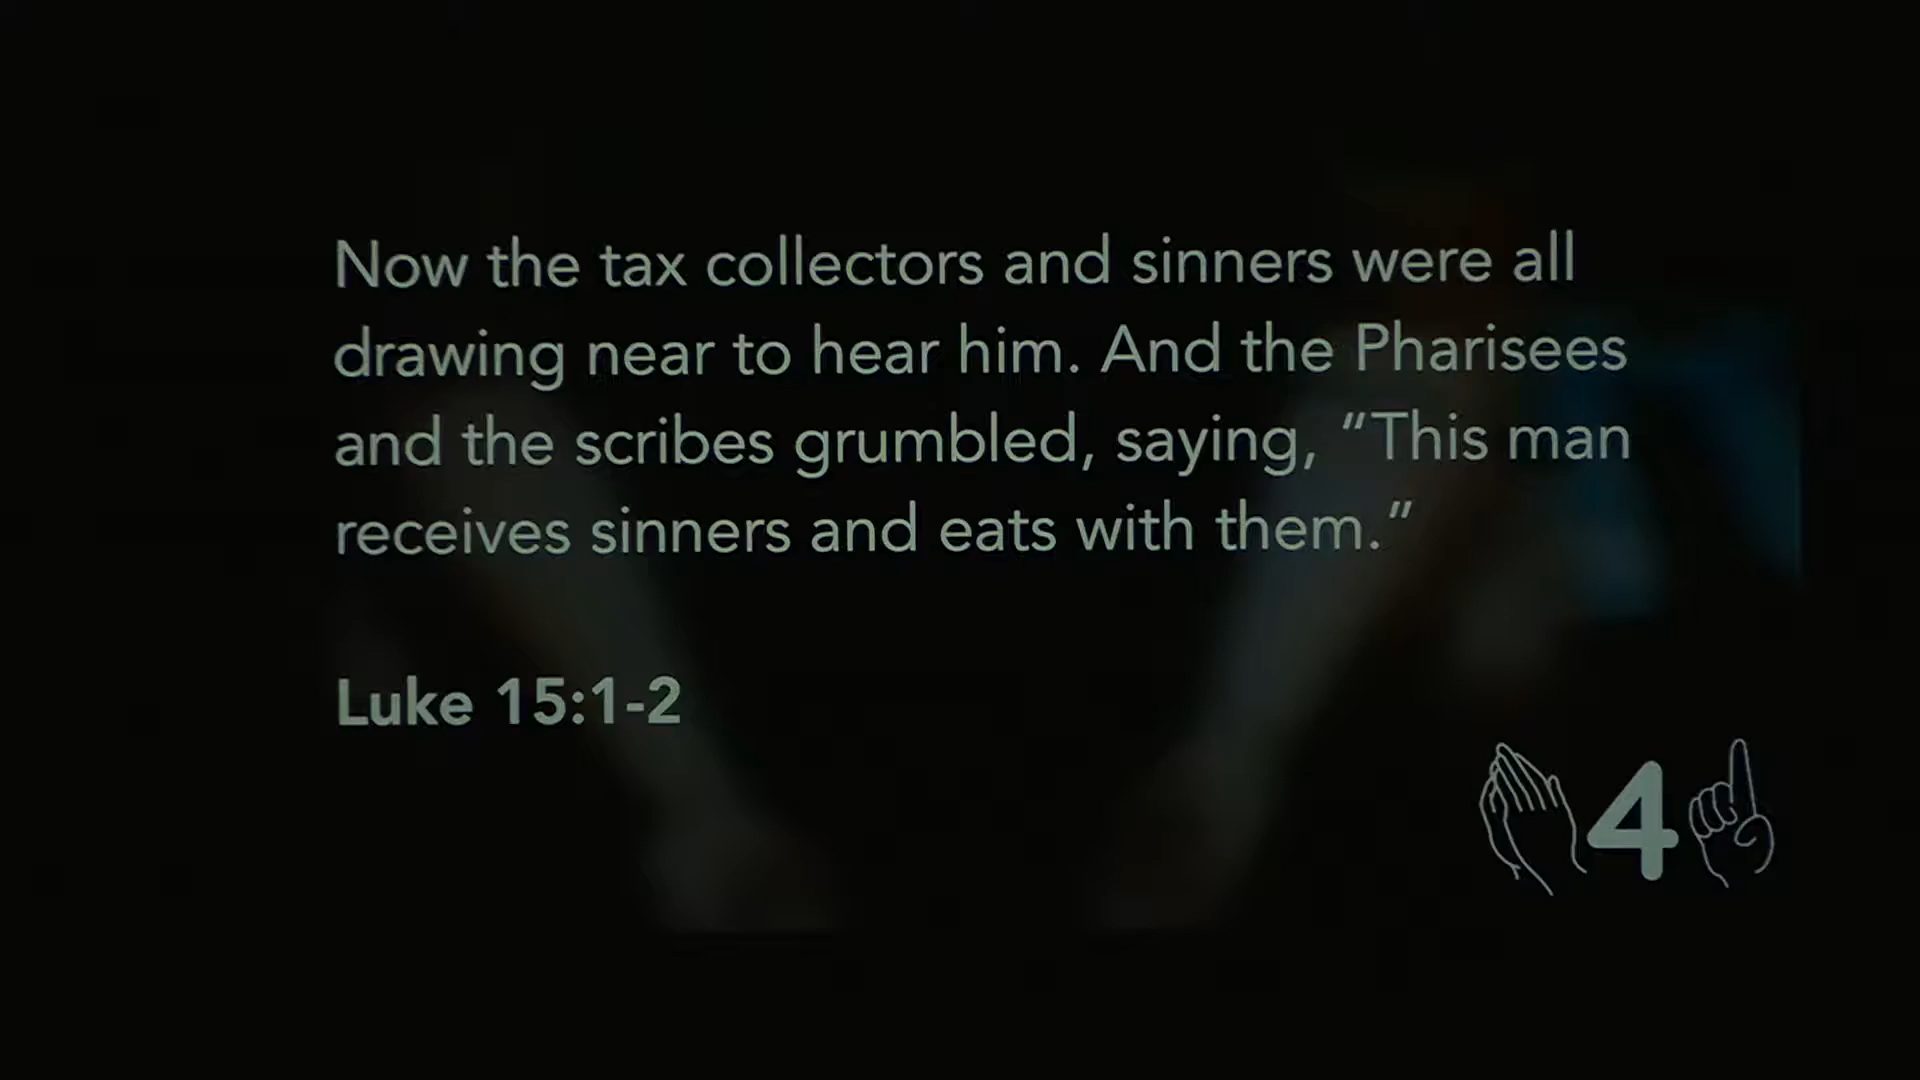 Now the tax collectors and sinners were all
drawing near to hear him. And the Pharisees
and the scribes grumbled, saying, “This man
receives sinners and eats with them.”
Luke 15:1-2
4